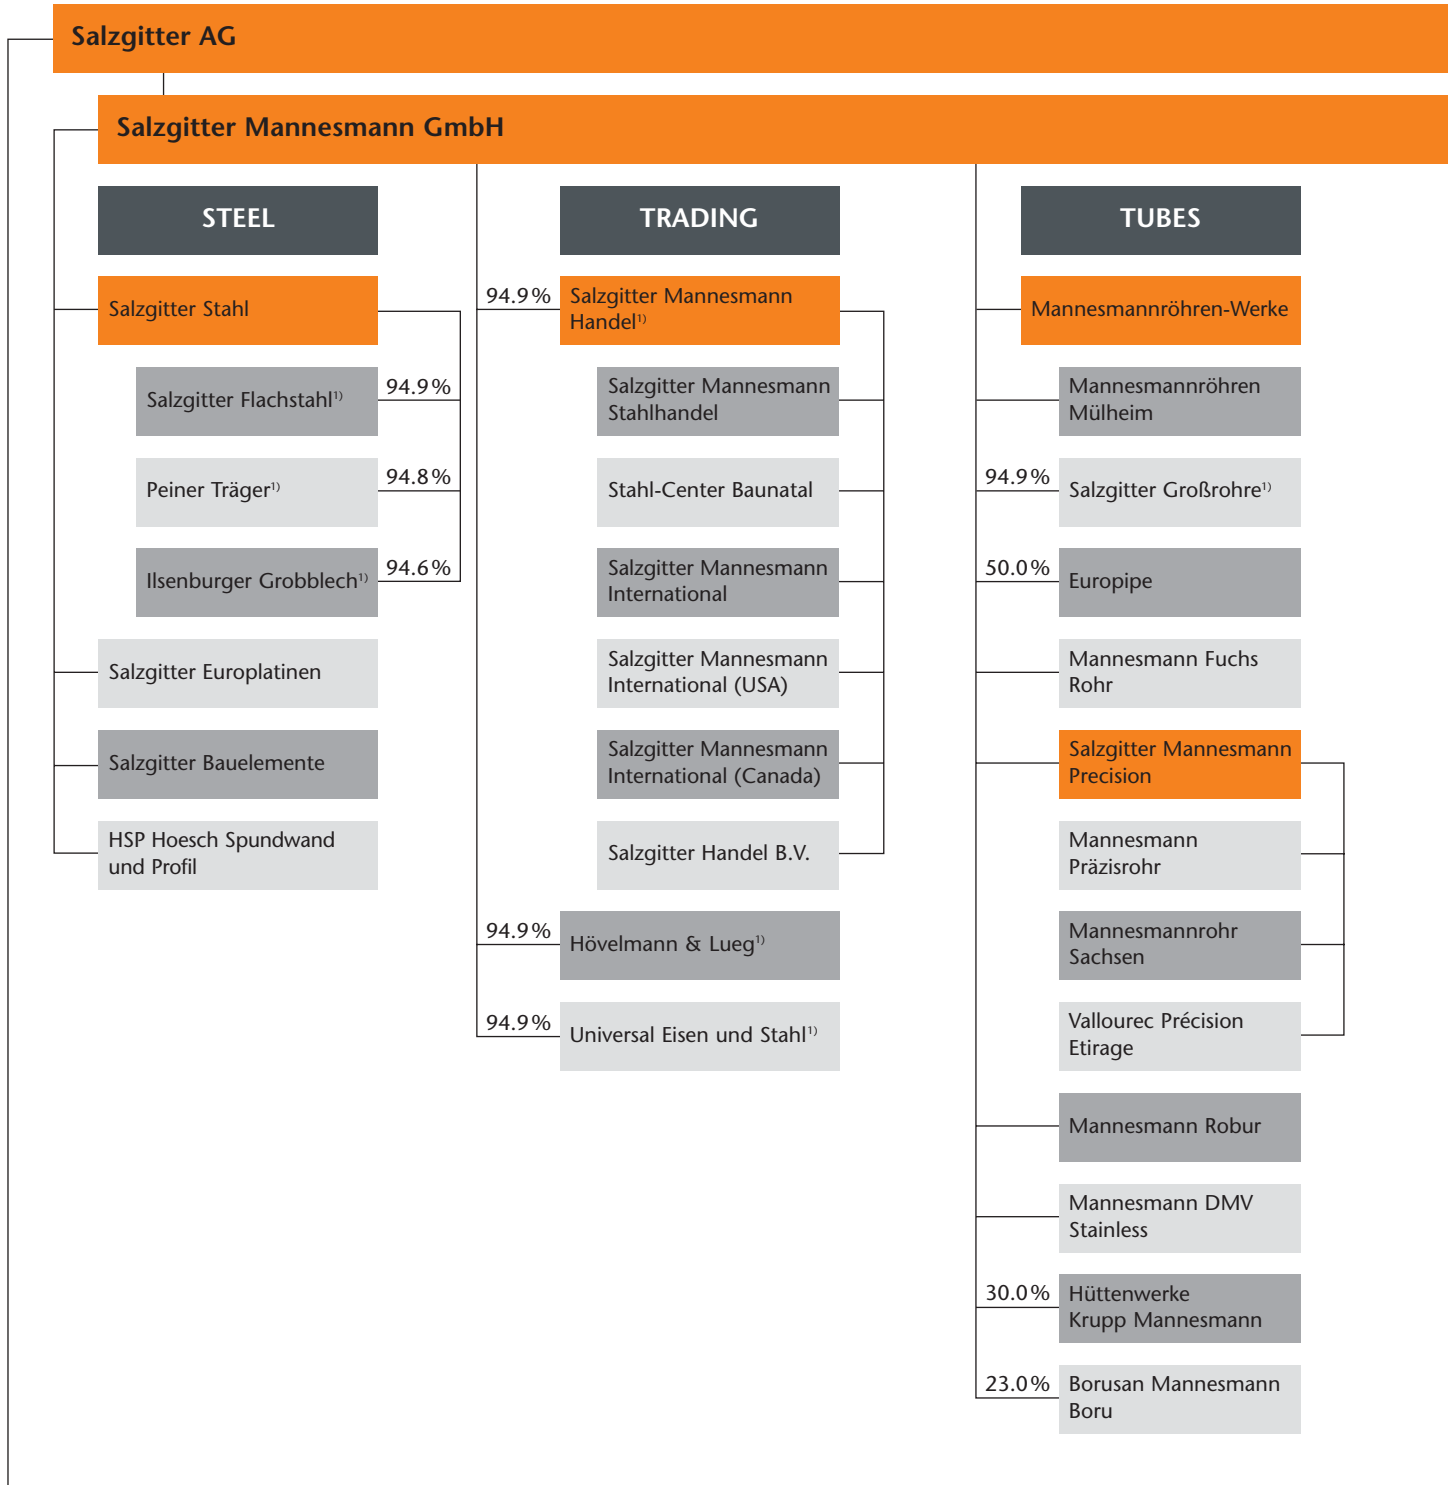 Salzgitter AG
Salzgitter Mannesmann GmbH
STEEL
Salzgitter Stahl
Salzgitter Flachstahl¹⁾
94.9%
Peiner Träger¹⁾
94.8%
Ilsenburger Grobblech¹⁾
94.6%
Salzgitter Europlatinen
Salzgitter Bauelemente
HSP Hoesch Spundwand
und Profil
TRADING
94.9%
Salzgitter Mannesmann
Handel¹⁾
Salzgitter Mannesmann
Stahlhandel
Stahl-Center Baunatal
Salzgitter Mannesmann
International
Salzgitter Mannesmann
International (USA)
Salzgitter Mannesmann
International (Canada)
Salzgitter Handel B.V.
94.9%
Hövelmann & Lueg¹⁾
94.9%
Universal Eisen und Stahl¹⁾
TUBES
Mannesmannröhren-Werke
Mannesmannröhren
Mülheim
94.9%
Salzgitter Großrohre¹⁾
50.0%
Europipe
Mannesmann Fuchs
Rohr
Salzgitter Mannesmann
Precision
Mannesmann
Präzisrohr
Mannesmannrohr
Sachsen
Vallourec Précision
Etirage
Mannesmann Robur
Mannesmann DMV
Stainless
30.0%
Hüttenwerke
Krupp Mannesmann
23.0%
Borusan Mannesmann
Boru